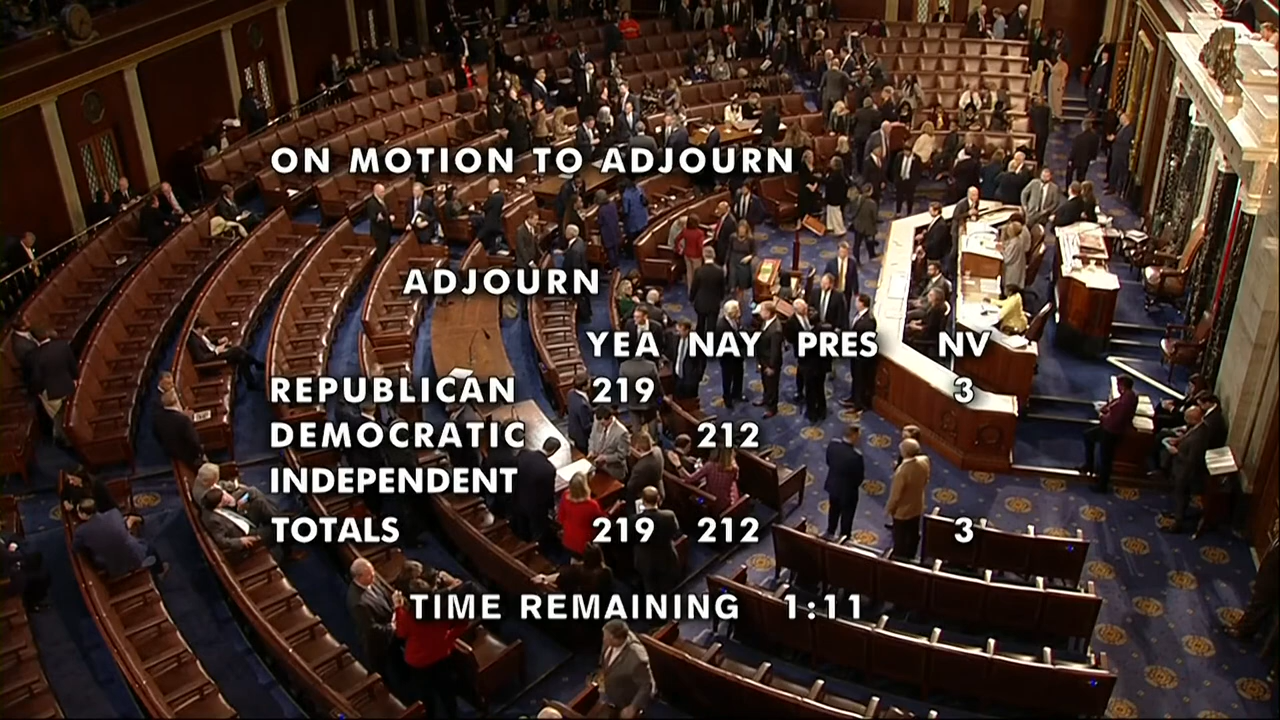 ON MOTION TO ADJOURN
ADJOURN
YEA NAY PRES NV
REPUBLICAN 219 3
DEMOCRATIC 212
INDEPENDENT
TOTALS 219 212 3
TIME REMAINING 1:11